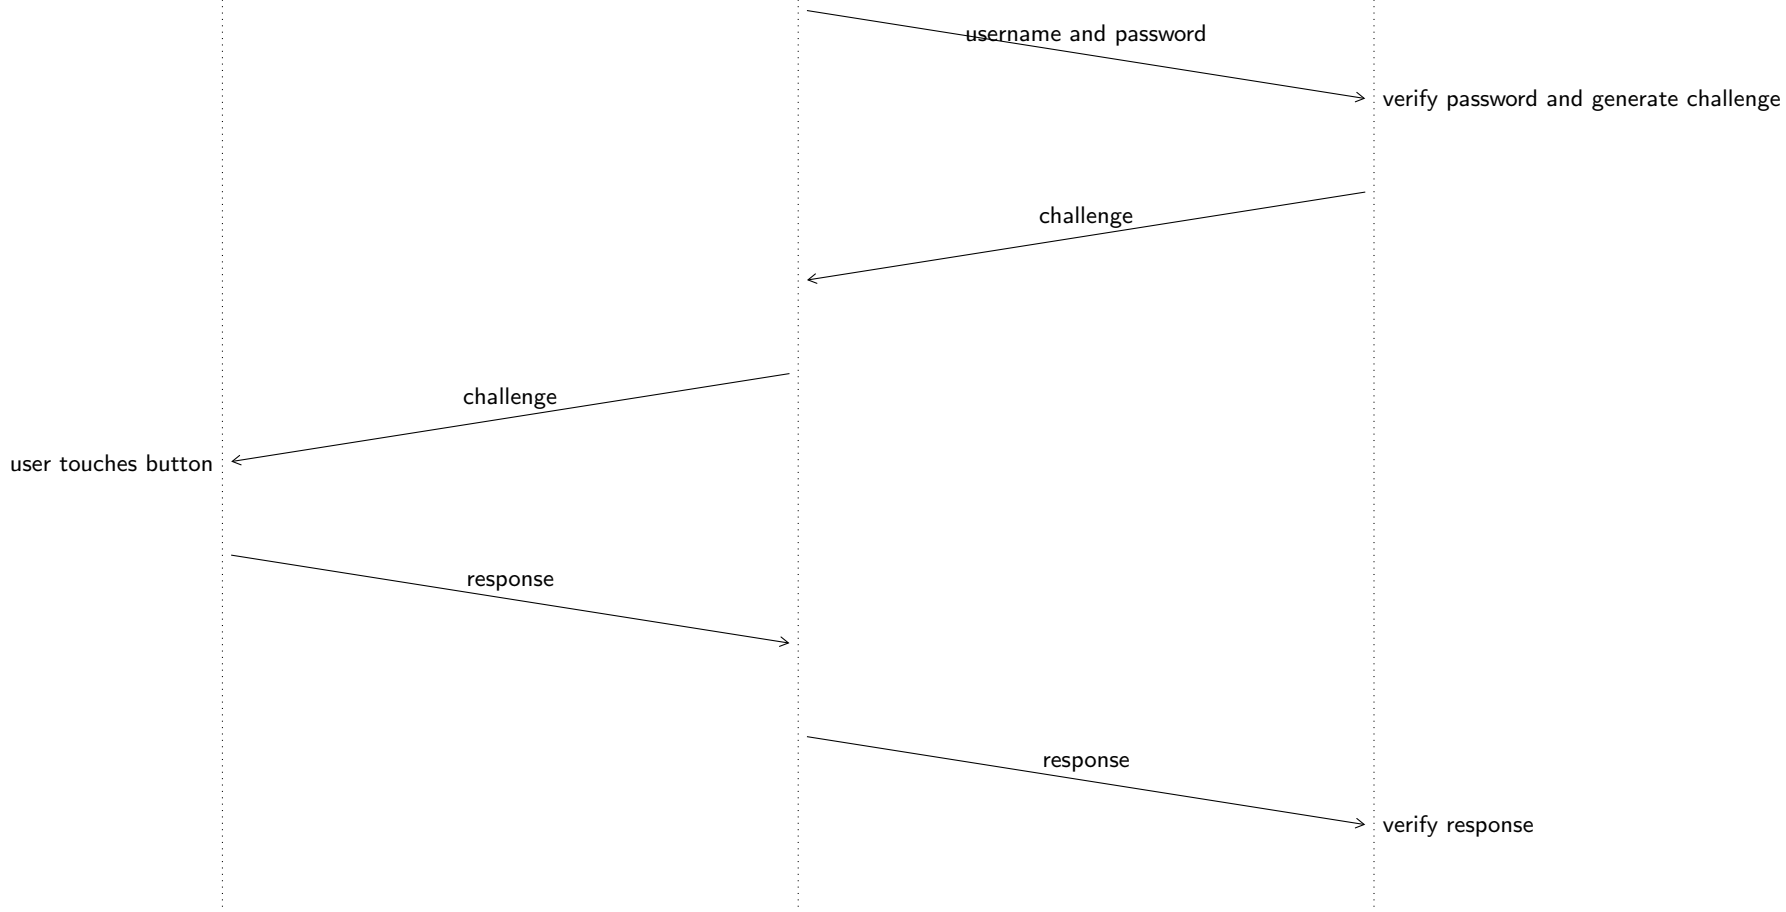 username and password
verify password and generate challenge
challenge
challenge
user touches button
response
response
verify response